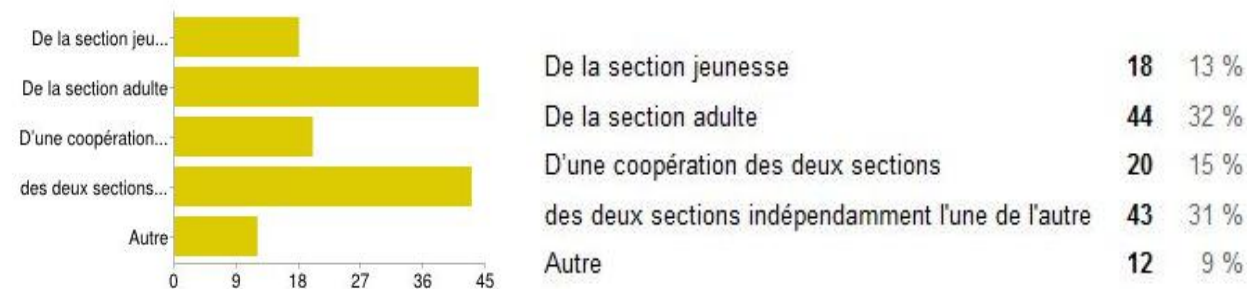 De la section jeu...
De la section adulte
D'une coopération...
des deux sections...
Autre
0 9 18 27 36 45
De la section jeunesse 18 13 %
De la section adulte 44 32 %
D'une coopération des deux sections 20 15 %
des deux sections indépendamment l'une de l'autre 43 31 %
Autre 12 9 %